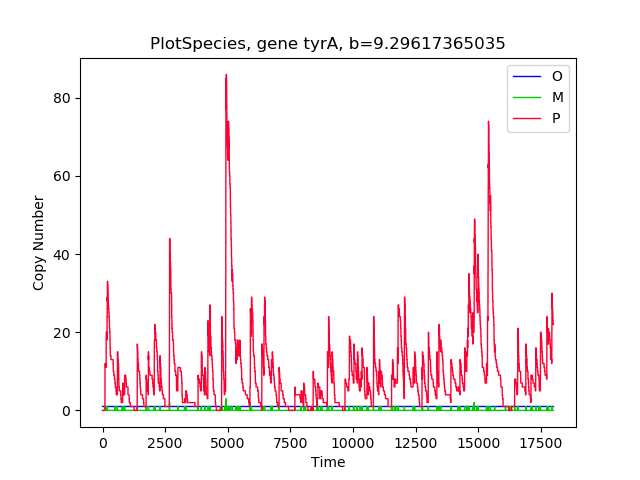 PlotSpecies, gene tyrA, b=9.29617365035
O
M
P
80
60
40
20
0
Copy Number
0 2500 5000 7500 10000 12500 15000 17500
Time